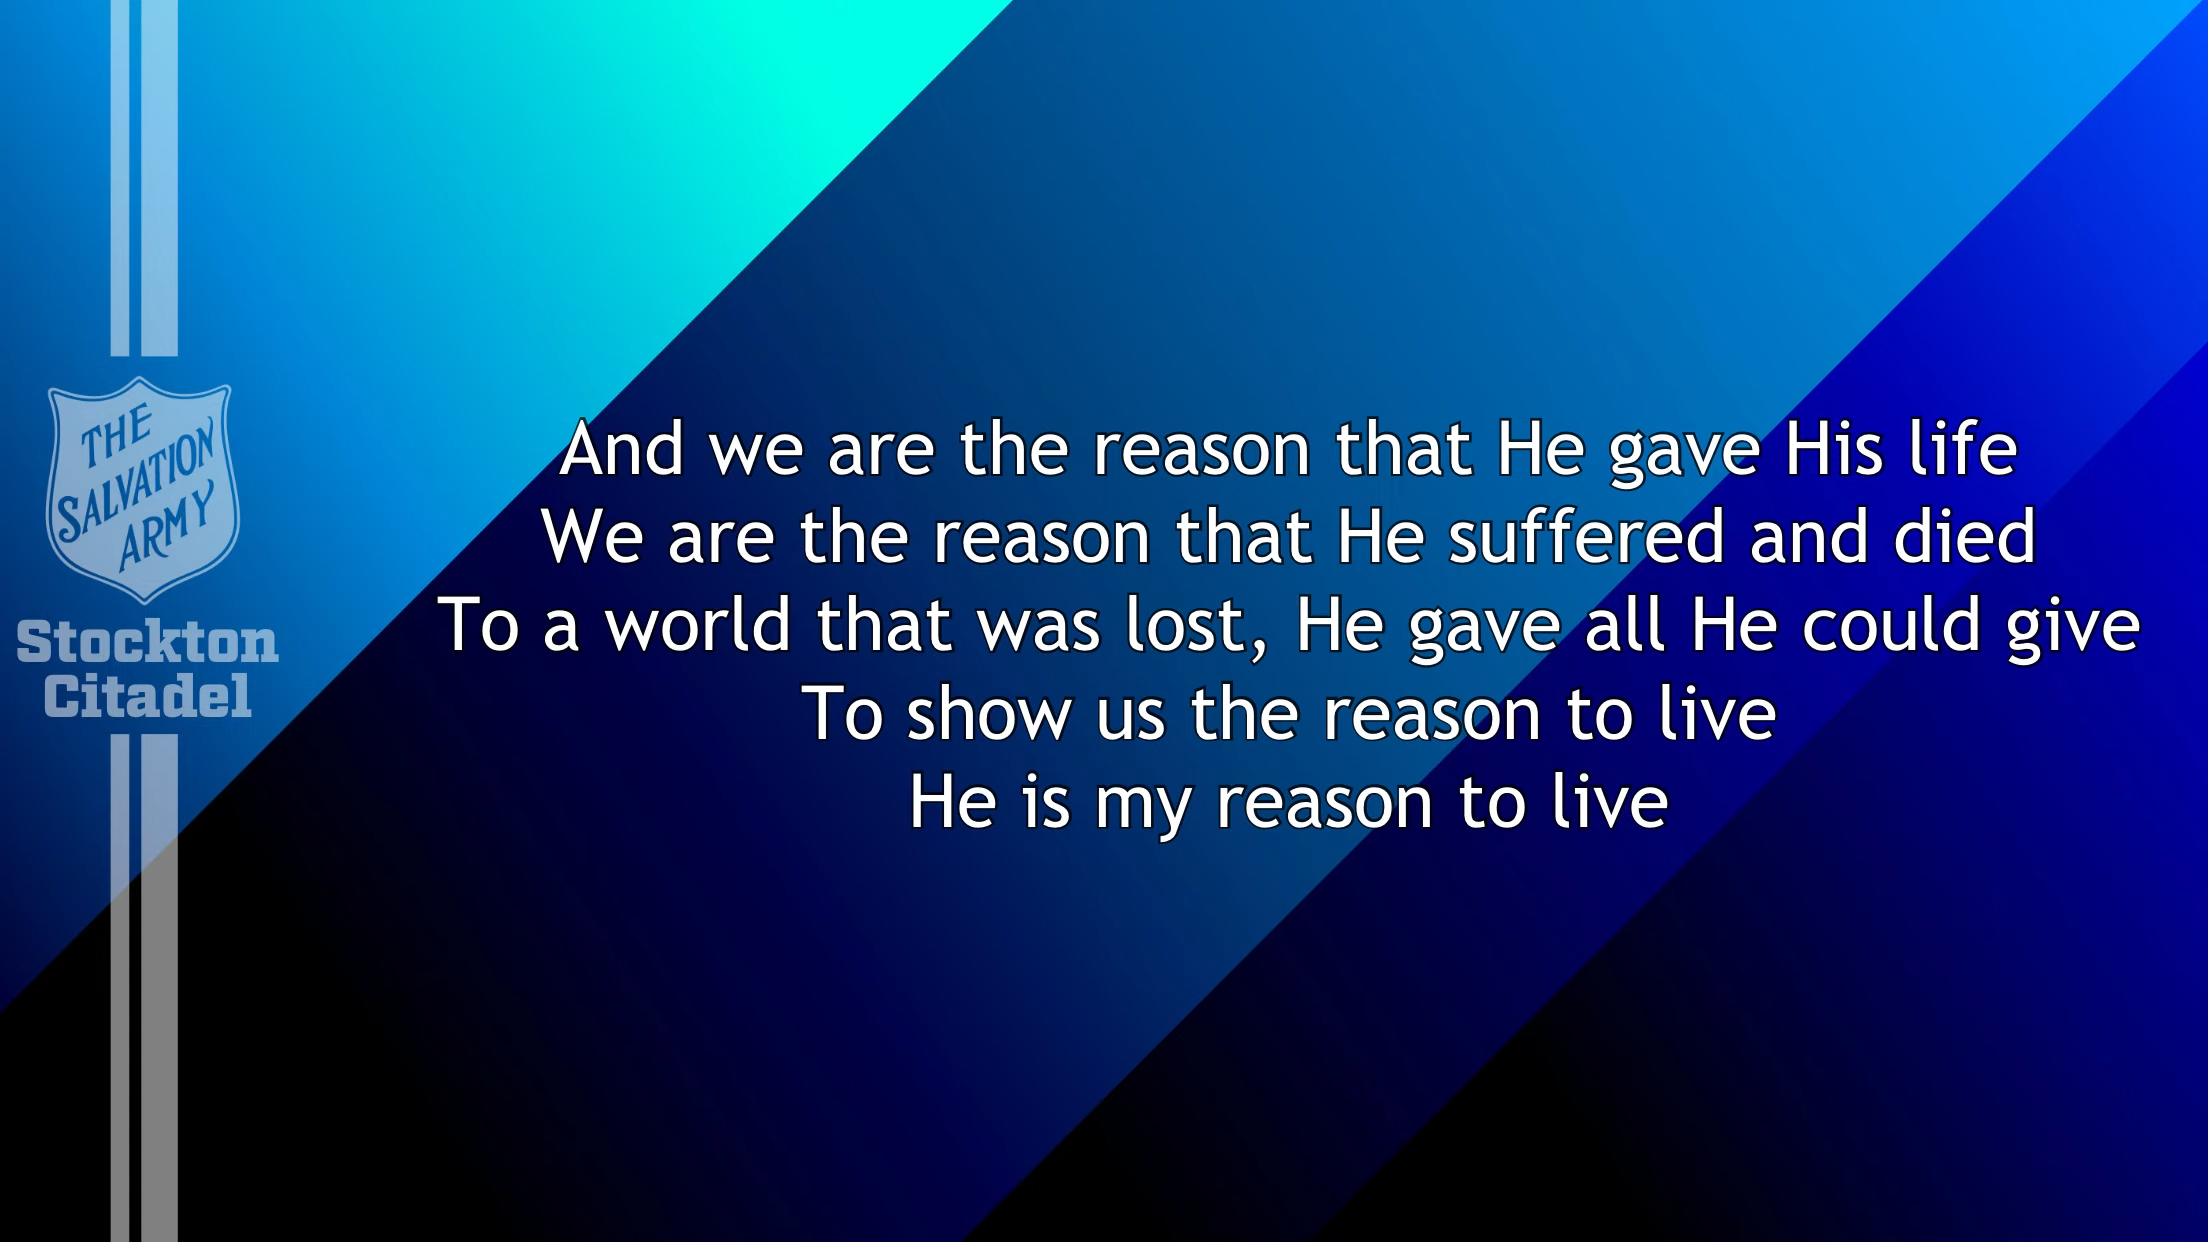 THE
SALVATION
ARMY
Stockton
Citadel
And we are the reason that He gave His life
We are the reason that He suffered and died
To a world that was lost, He gave all He could give
To show us the reason to live
He is my reason to live